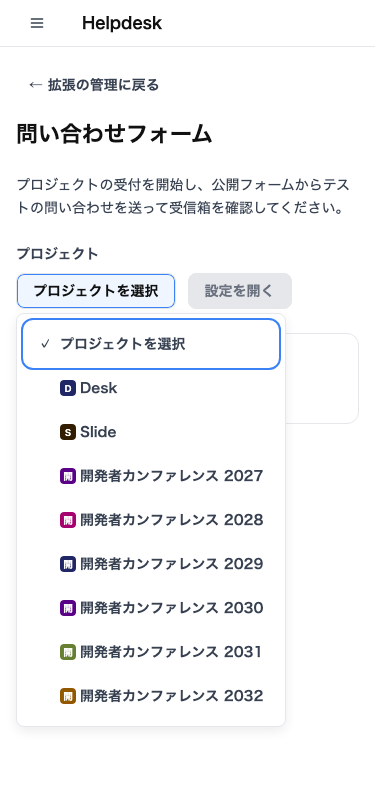 Helpdesk
← 拡張の管理に戻る
問い合わせフォーム
プロジェクトの受付を開始し、公開フォームからテス
トの問い合わせを送って受信箱を確認してください。
プロジェクト
プロジェクトを選択 設定を開く
✓ プロジェクトを選択
D Desk
S Slide
開 開発者カンファレンス 2027
開 開発者カンファレンス 2028
開 開発者カンファレンス 2029
開 開発者カンファレンス 2030
開 開発者カンファレンス 2031
開 開発者カンファレンス 2032